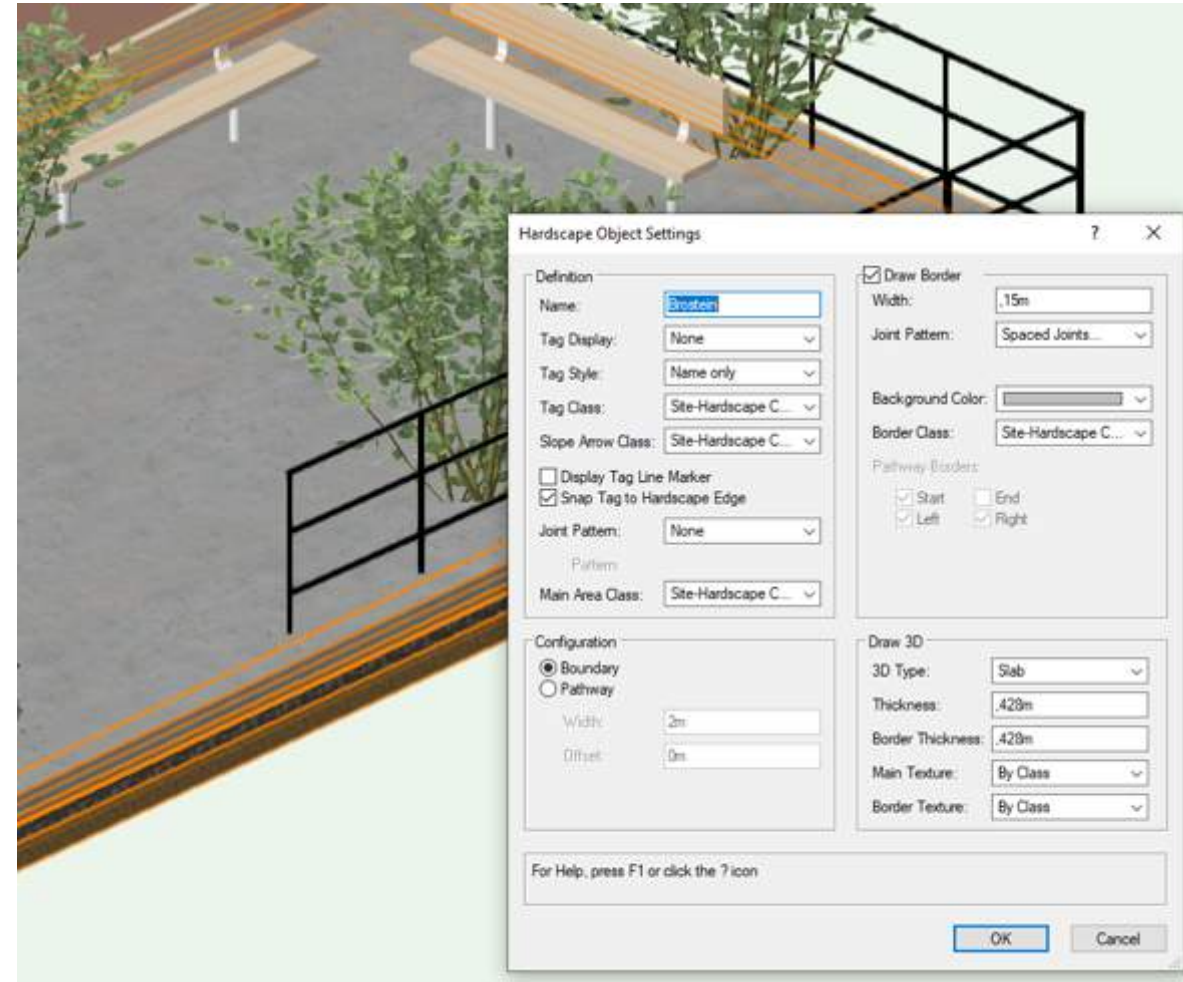 Hardscape Object Settings ? ×
Definition
Name: Brostein
Tag Display: None
Tag Style: Name only
Tag Class: Site-Hardscape C...
Slope Arrow Class: Site-Hardscape C...
Display Tag Line Marker
Snap Tag to Hardscape Edge
Joint Pattern: None
Pattern:
Main Area Class: Site-Hardscape C...
Draw Border
Width: .15m
Joint Pattern: Spaced Joints...
Background Color:
Border Class: Site-Hardscape C...
Pathway Borders:
Start End
Left Right
Configuration
Boundary
Pathway
Width: 2m
Offset: 0m
Draw 3D
3D Type: Slab
Thickness: .428m
Border Thickness: .428m
Main Texture: By Class
Border Texture: By Class
For Help, press F1 or click the ? icon
OK Cancel